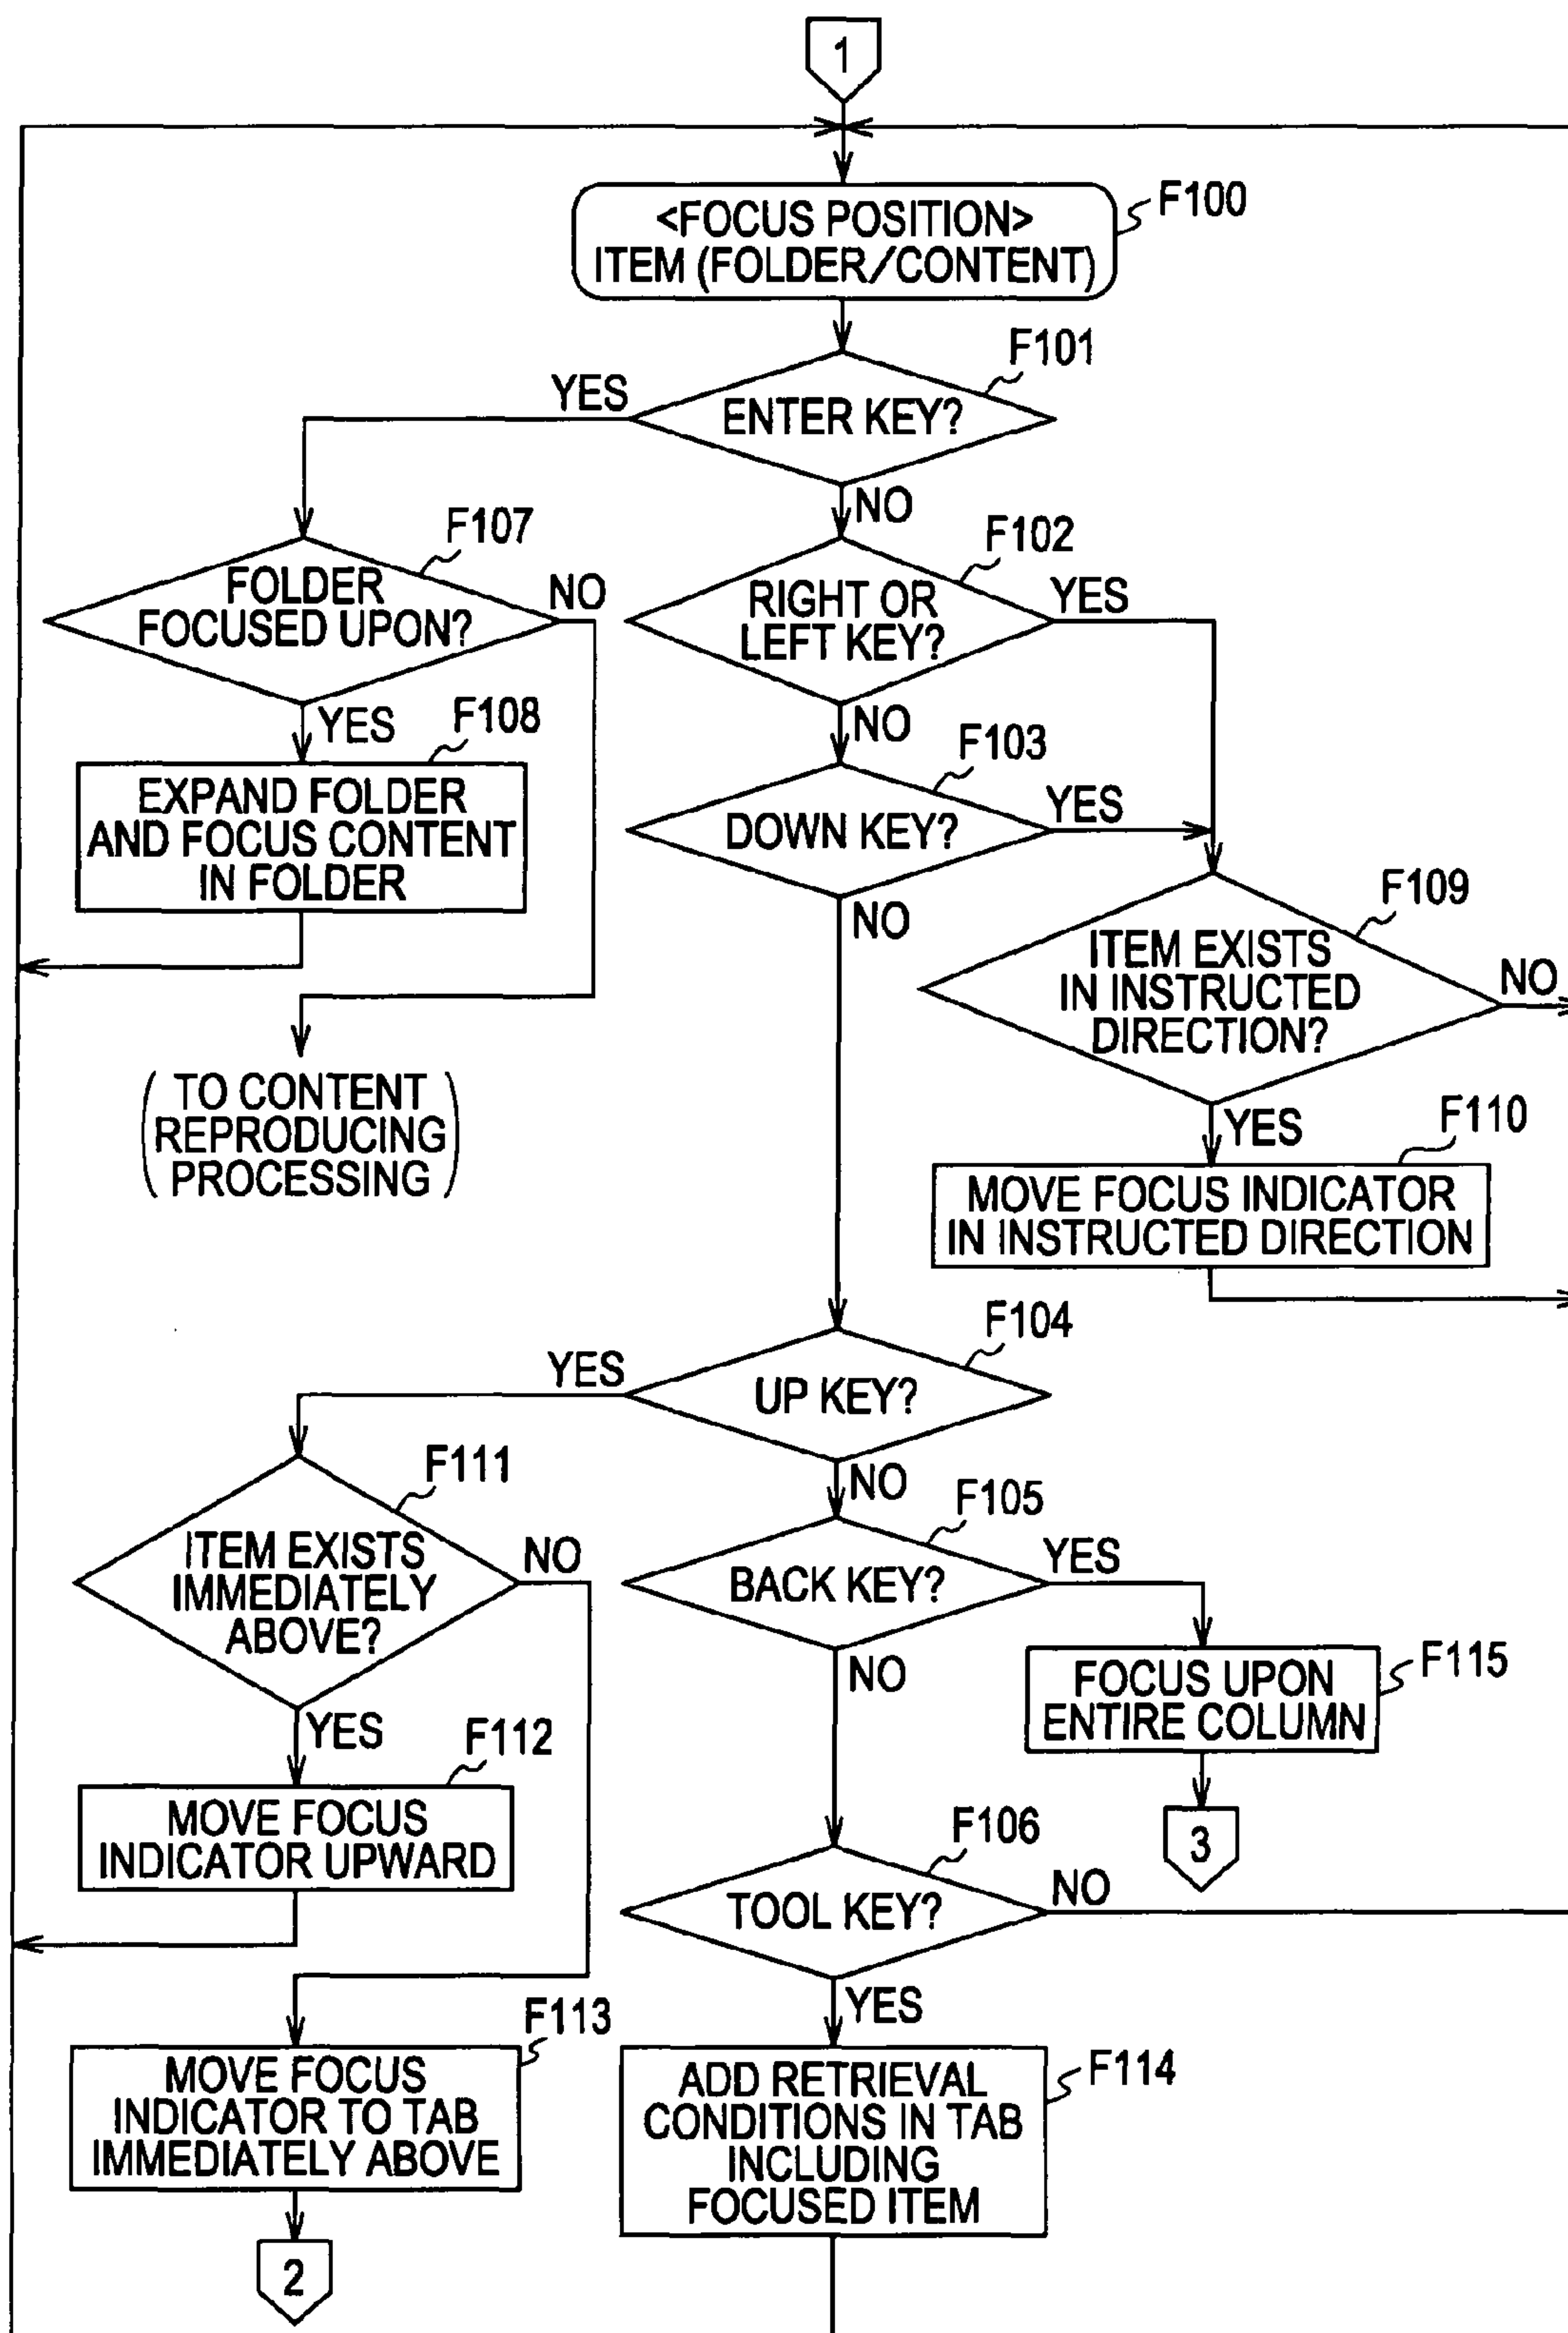 1
<FOCUS POSITION>
ITEM (FOLDER/CONTENT)
F100
F101
YES
ENTER KEY?
NO
F107
FOLDER
FOCUSED UPON?
NO
F102
RIGHT OR
LEFT KEY?
YES
YES
F108
NO
F103
EXPAND FOLDER
AND FOCUS CONTENT
IN FOLDER
DOWN KEY?
YES
NO
F109
ITEM EXISTS
IN INSTRUCTED
DIRECTION?
NO
(TO CONTENT
REPRODUCING
PROCESSING)
YES
F110
MOVE FOCUS INDICATOR
IN INSTRUCTED DIRECTION
F104
YES
UP KEY?
NO
F111
ITEM EXISTS
IMMEDIATELY
ABOVE?
NO
F105
BACK KEY?
YES
NO
F115
FOCUS UPON
ENTIRE COLUMN
3
YES
F112
MOVE FOCUS
INDICATOR UPWARD
F106
TOOL KEY?
NO
YES
F113
MOVE FOCUS
INDICATOR TO TAB
IMMEDIATELY ABOVE
2
F114
ADD RETRIEVAL
CONDITIONS IN TAB
INCLUDING
FOCUSED ITEM